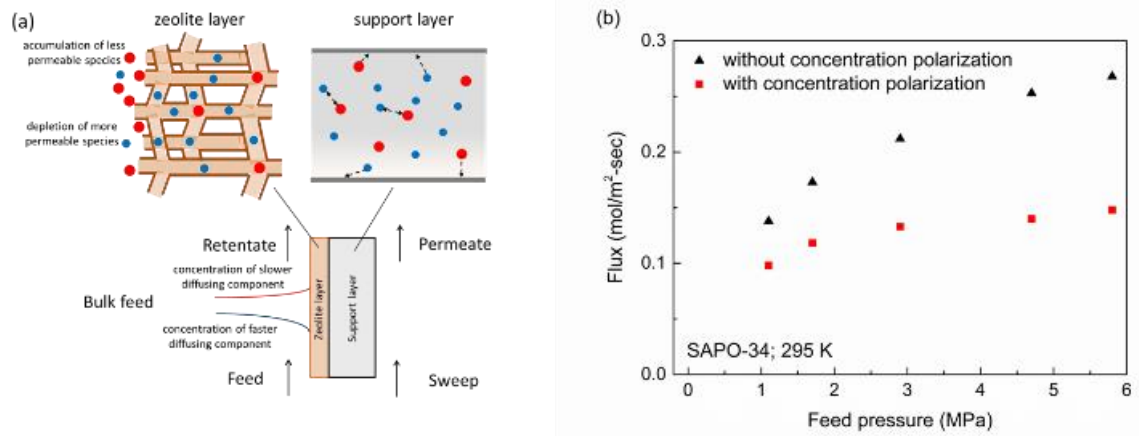 (a)
zeolite layer
support layer
accumulation of less
permeable species
depletion of more
permeable species
Retentate
Permeate
concentration of slower
diffusing component
Bulk feed
Zeolite layer
Support layer
concentration of faster
diffusing component
Feed
Sweep
(b)
0.3
without concentration polarization
with concentration polarization
0.2
Flux (mol/m²-sec)
0.1
SAPO-34; 295 K
0.0
0 1 2 3 4 5 6
Feed pressure (MPa)